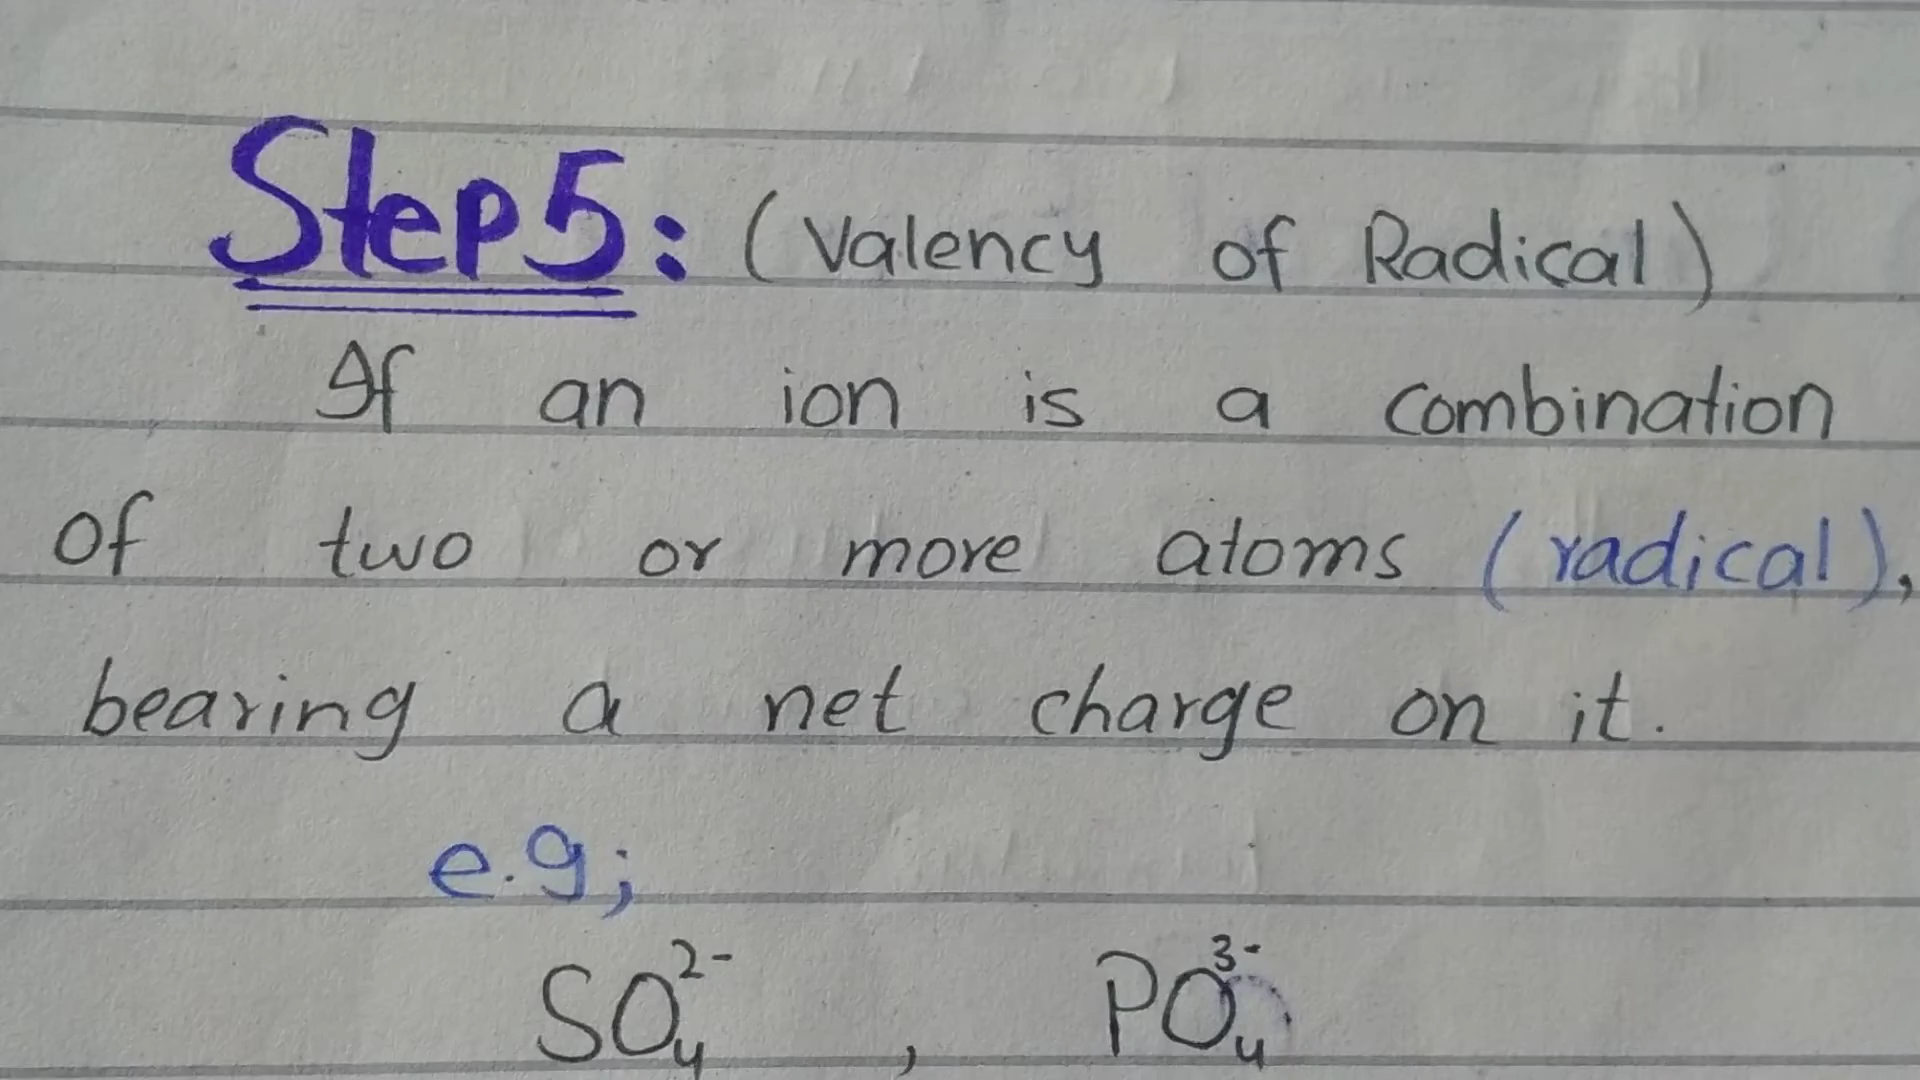 Step 5: (Valency of Radical)
If an ion is a combination
of two or more atoms (radical),
bearing a net charge on it.
e.g;
SO₄²⁻ , PO₄³⁻